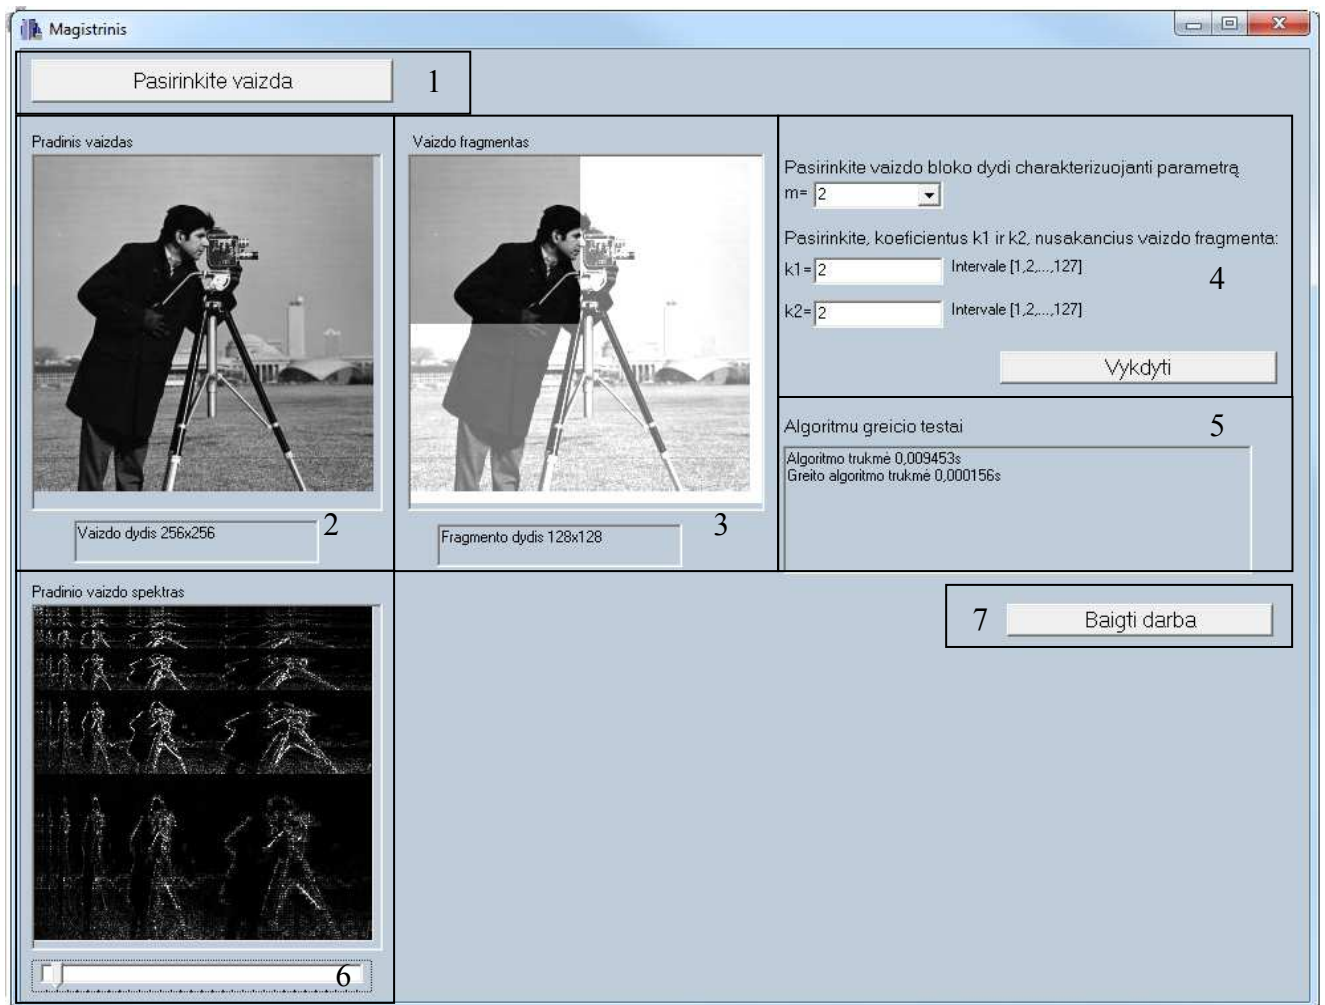 Magistrinis
Pasirinkite vaizda
1
Pradinis vaizdas
Vaizdo dydis 256x256
2
Vaizdo fragmentas
Fragmento dydis 128x128
3
Pasirinkite vaizdo bloko dydi charakterizuojanti parametrą
m= 2
Pasirinkite, koeficientus k1 ir k2, nusakancius vaizdo fragmenta:
k1= 2 Intervale [1,2,...,127]
4
k2= 2 Intervale [1,2,...,127]
Vykdyti
Algoritmu greicio testai
5
Algoritmo trukmė 0,009453s
Greito algoritmo trukmė 0,000156s
Pradinio vaizdo spektras
6
7
Baigti darba